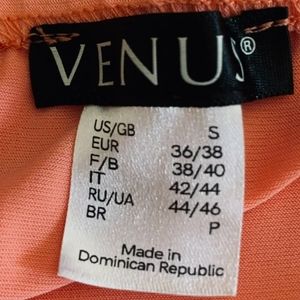 VENUS®
US/GB S
EUR 36/38
F/B 38/40
IT 42/44
RU/UA 44/46
BR P
Made in
Dominican Republic